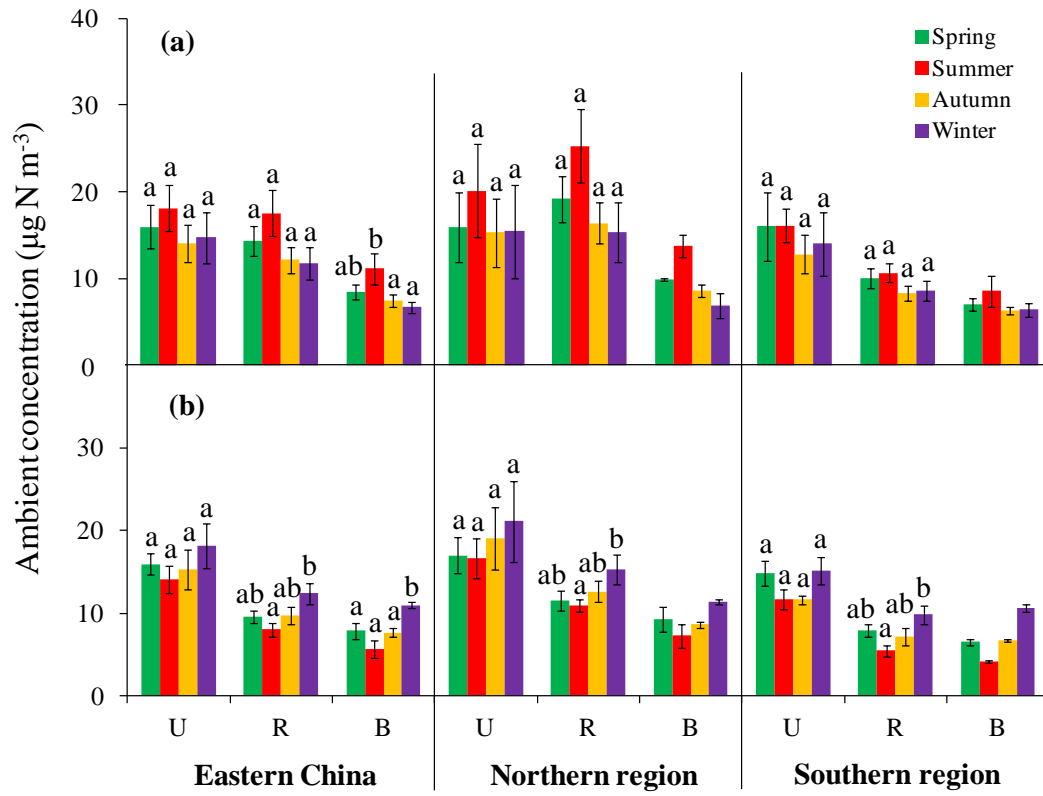 Ambient concentration (µg N m-3)
(a)
Spring
Summer
Autumn
Winter
40
30
20
10
0
a a a a
a a a a
ab b a a
a a a a
a a a a
a a a a
a a a a
(b)
30
20
10
0
a a a a
ab a ab b
a a a b
a a a a
ab a ab b
a a a a
ab a ab b
U R B U R B U R B
Eastern China Northern region Southern region